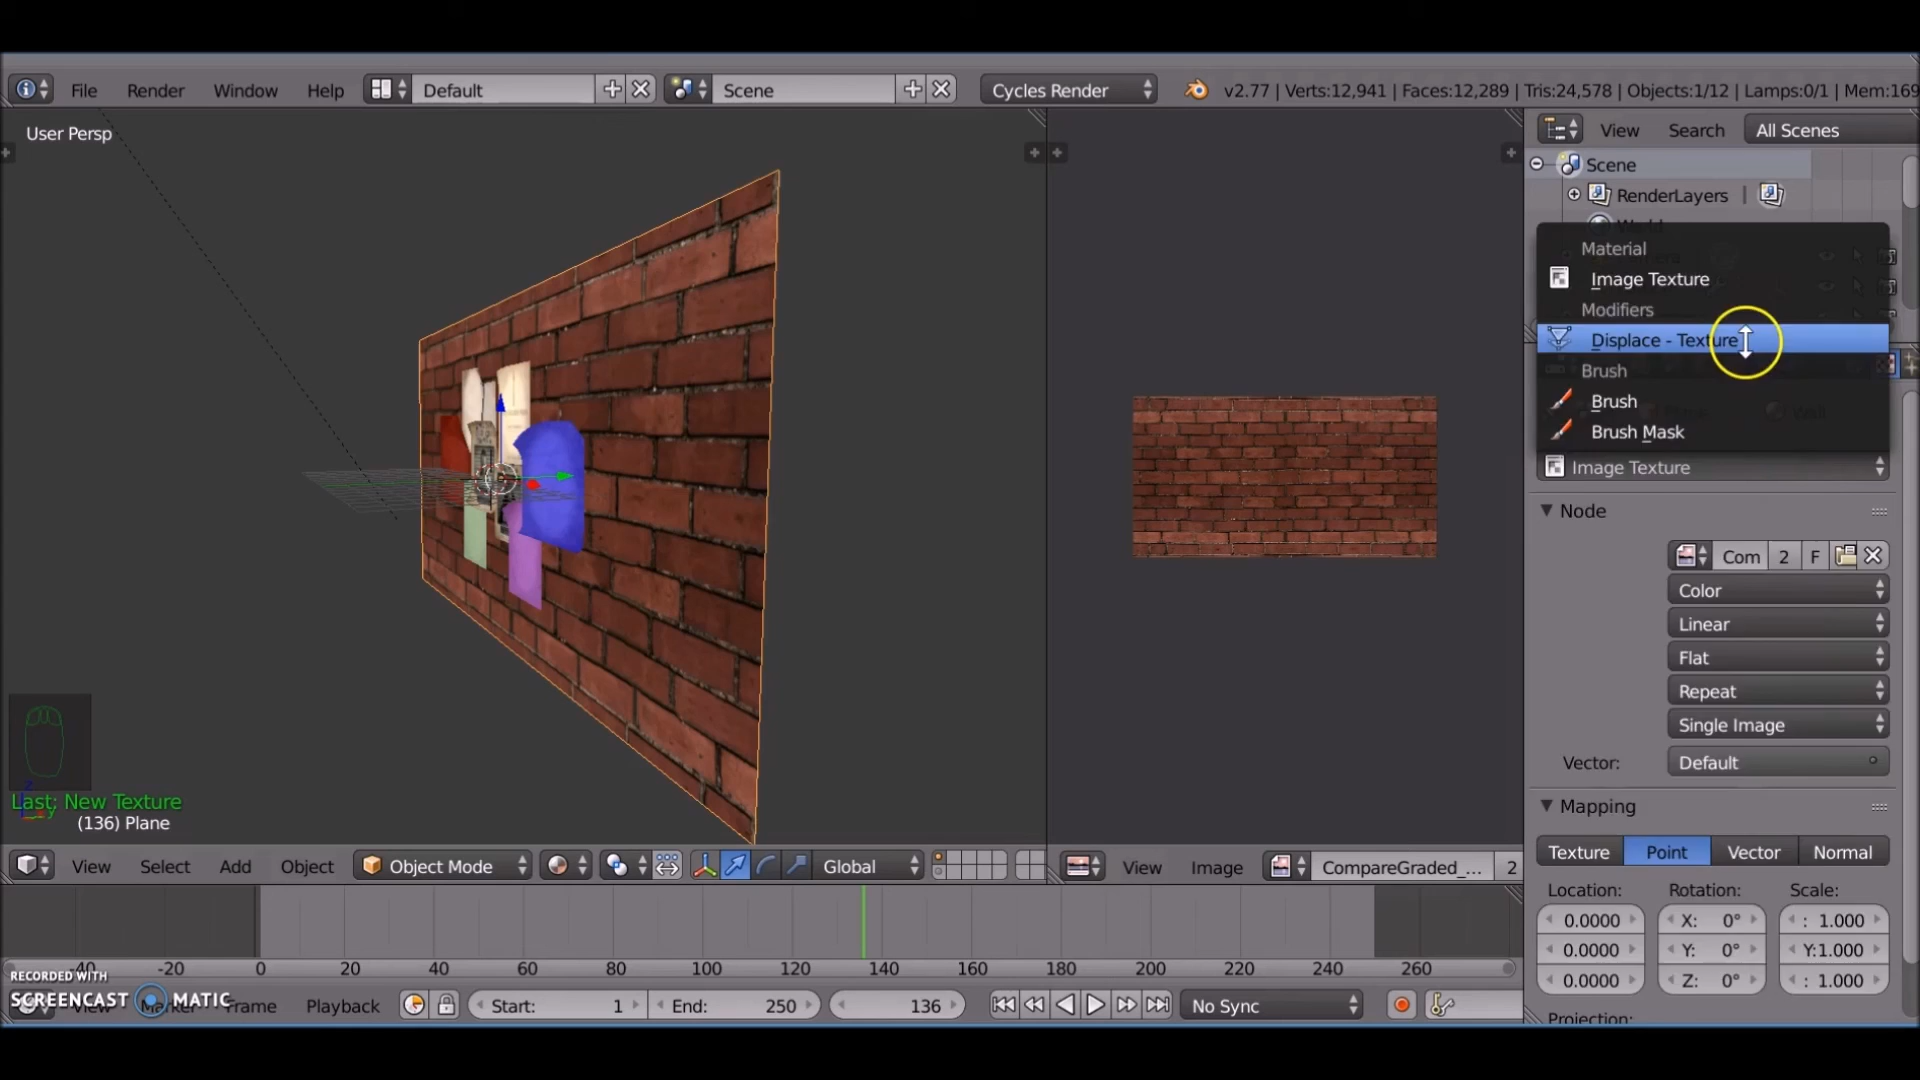 File Render Window Help Default Scene Cycles Render v2.77 | Verts:12,941 | Faces:12,289 | Tris:24,578 | Objects:1/12 | Lamps:0/1 | Mem:169
User Persp
View Search All Scenes
Scene
RenderLayers
World
Material
Image Texture
Modifiers
Displace - Texture
Brush
Brush
Brush Mask
Image Texture
Node
Com 2 F
Color
Linear
Flat
Repeat
Single Image
Vector: Default
Mapping
Texture Point Vector Normal
Location: Rotation: Scale:
0.0000 X: 0° : 1.000
0.0000 Y: 0° Y:1.000
0.0000 Z: 0° : 1.000
Projection:
Last: New Texture
(136) Plane
View Select Add Object Object Mode Global
View Image CompareGraded_... 2
-40 -20 0 20 40 60 80 100 120 140 160 180 200 220 240 260
RECORDED WITH
SCREENCAST MATIC
View Marker Frame Playback Start: 1 End: 250 136 No Sync